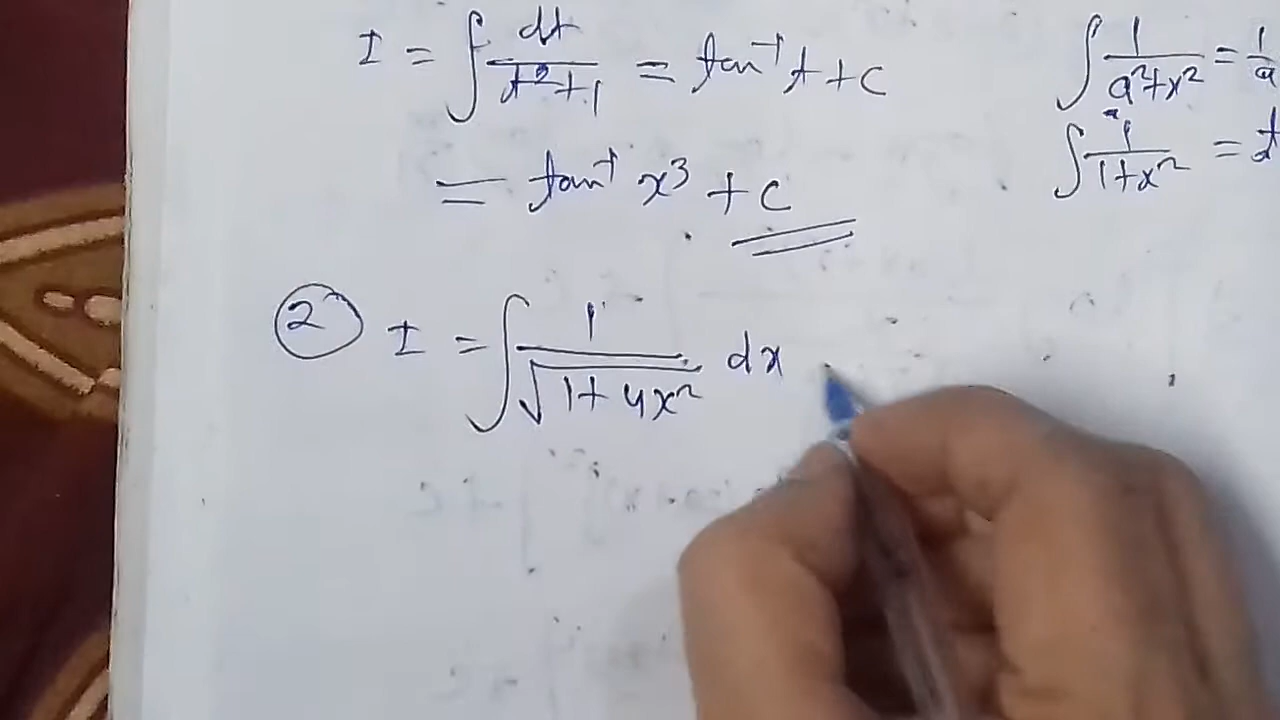 I = ∫ dt / t² + 1 = tan⁻¹ t + c
∫ 1 / a² + x² = 1 / a
= tan⁻¹ x³ + c
∫ 1 / 1 + x² = t
② I = ∫ 1 / √1 + 4x² dx